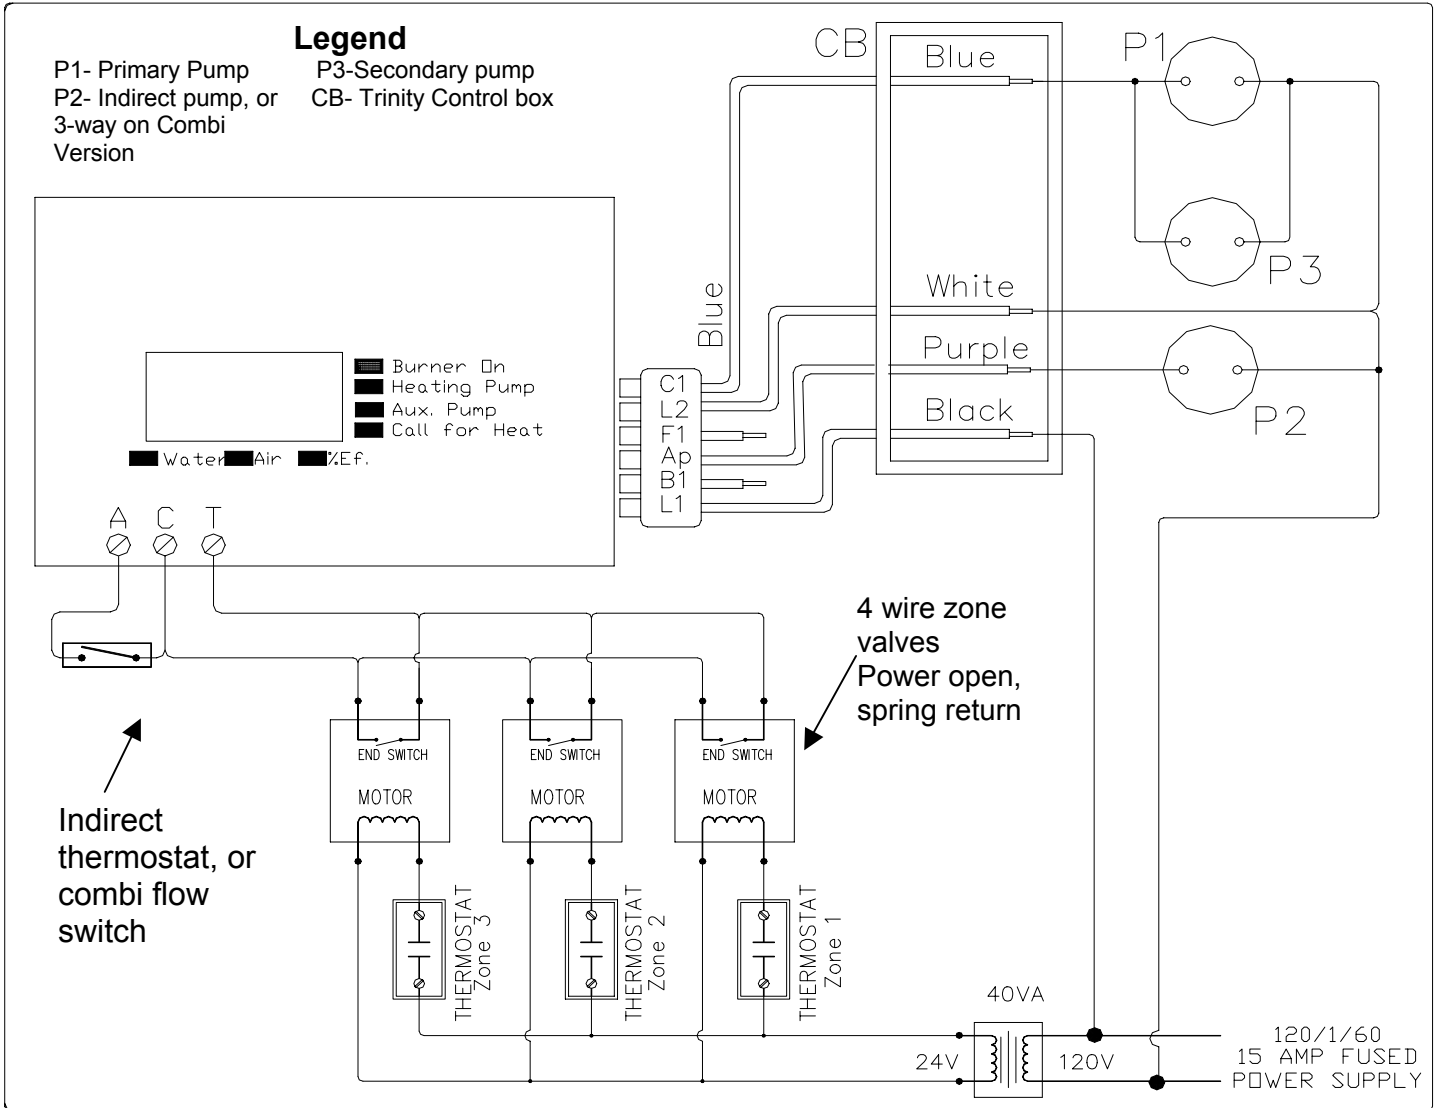 Legend
P1- Primary Pump
P3-Secondary pump
P2- Indirect pump, or
CB- Trinity Control box
3-way on Combi
Version
CB
Blue
P1
P3
White
Blue
Purple
Black
P2
Burner On
Heating Pump
Aux. Pump
Call for Heat
Water
Air
%Ef.
C1
L2
F1
Ap
B1
L1
A C T
4 wire zone
valves
Power open,
spring return
END SWITCH
END SWITCH
END SWITCH
MOTOR
MOTOR
MOTOR
Indirect
thermostat, or
combi flow
switch
THERMOSTAT
Zone 3
THERMOSTAT
Zone 2
THERMOSTAT
Zone 1
40VA
24V
120V
120/1/60
15 AMP FUSED
POWER SUPPLY